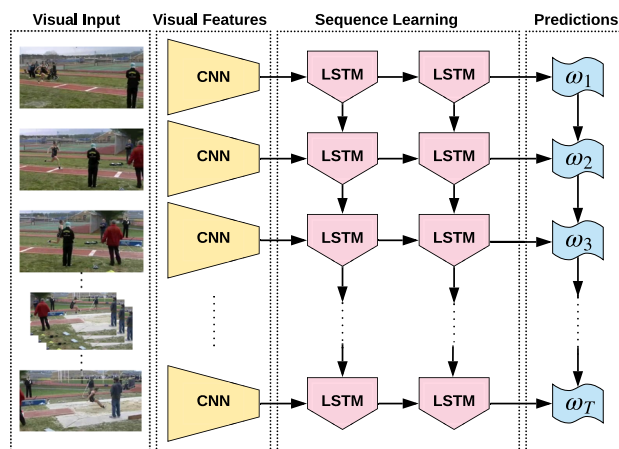 Visual Input Visual Features Sequence Learning Predictions
CNN LSTM LSTM ω₁
CNN LSTM LSTM ω₂
CNN LSTM LSTM ω₃
CNN LSTM LSTM ω_T